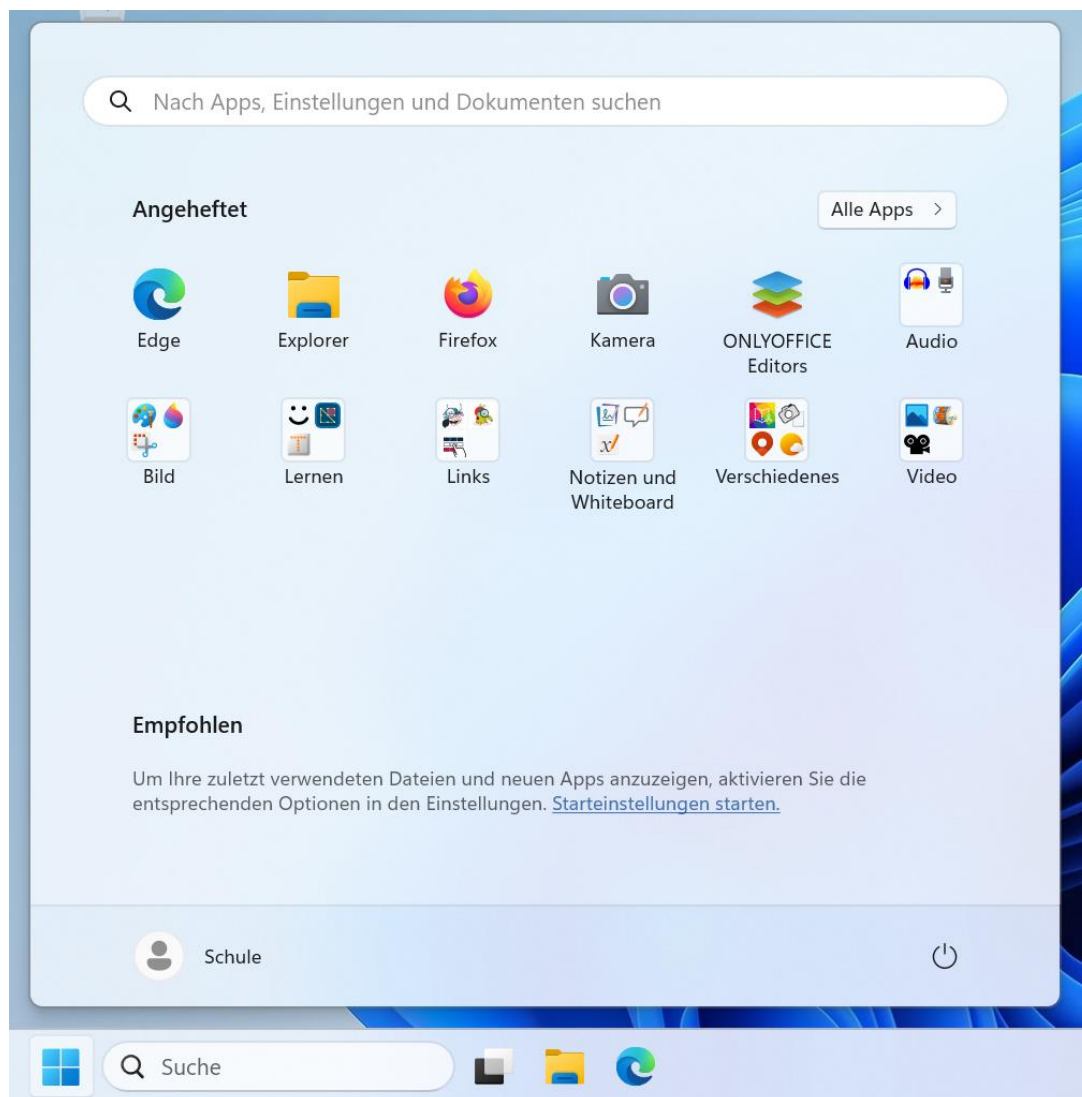 Nach Apps, Einstellungen und Dokumenten suchen
Angeheftet
Alle Apps
Edge
Explorer
Firefox
Kamera
ONLYOFFICE
Editors
Audio
Bild
Lernen
Links
Notizen und
Whiteboard
Verschiedenes
Video
Empfohlen
Um Ihre zuletzt verwendeten Dateien und neuen Apps anzuzeigen, aktivieren Sie die
entsprechenden Optionen in den Einstellungen. Starteinstellungen starten.
Schule
Suche